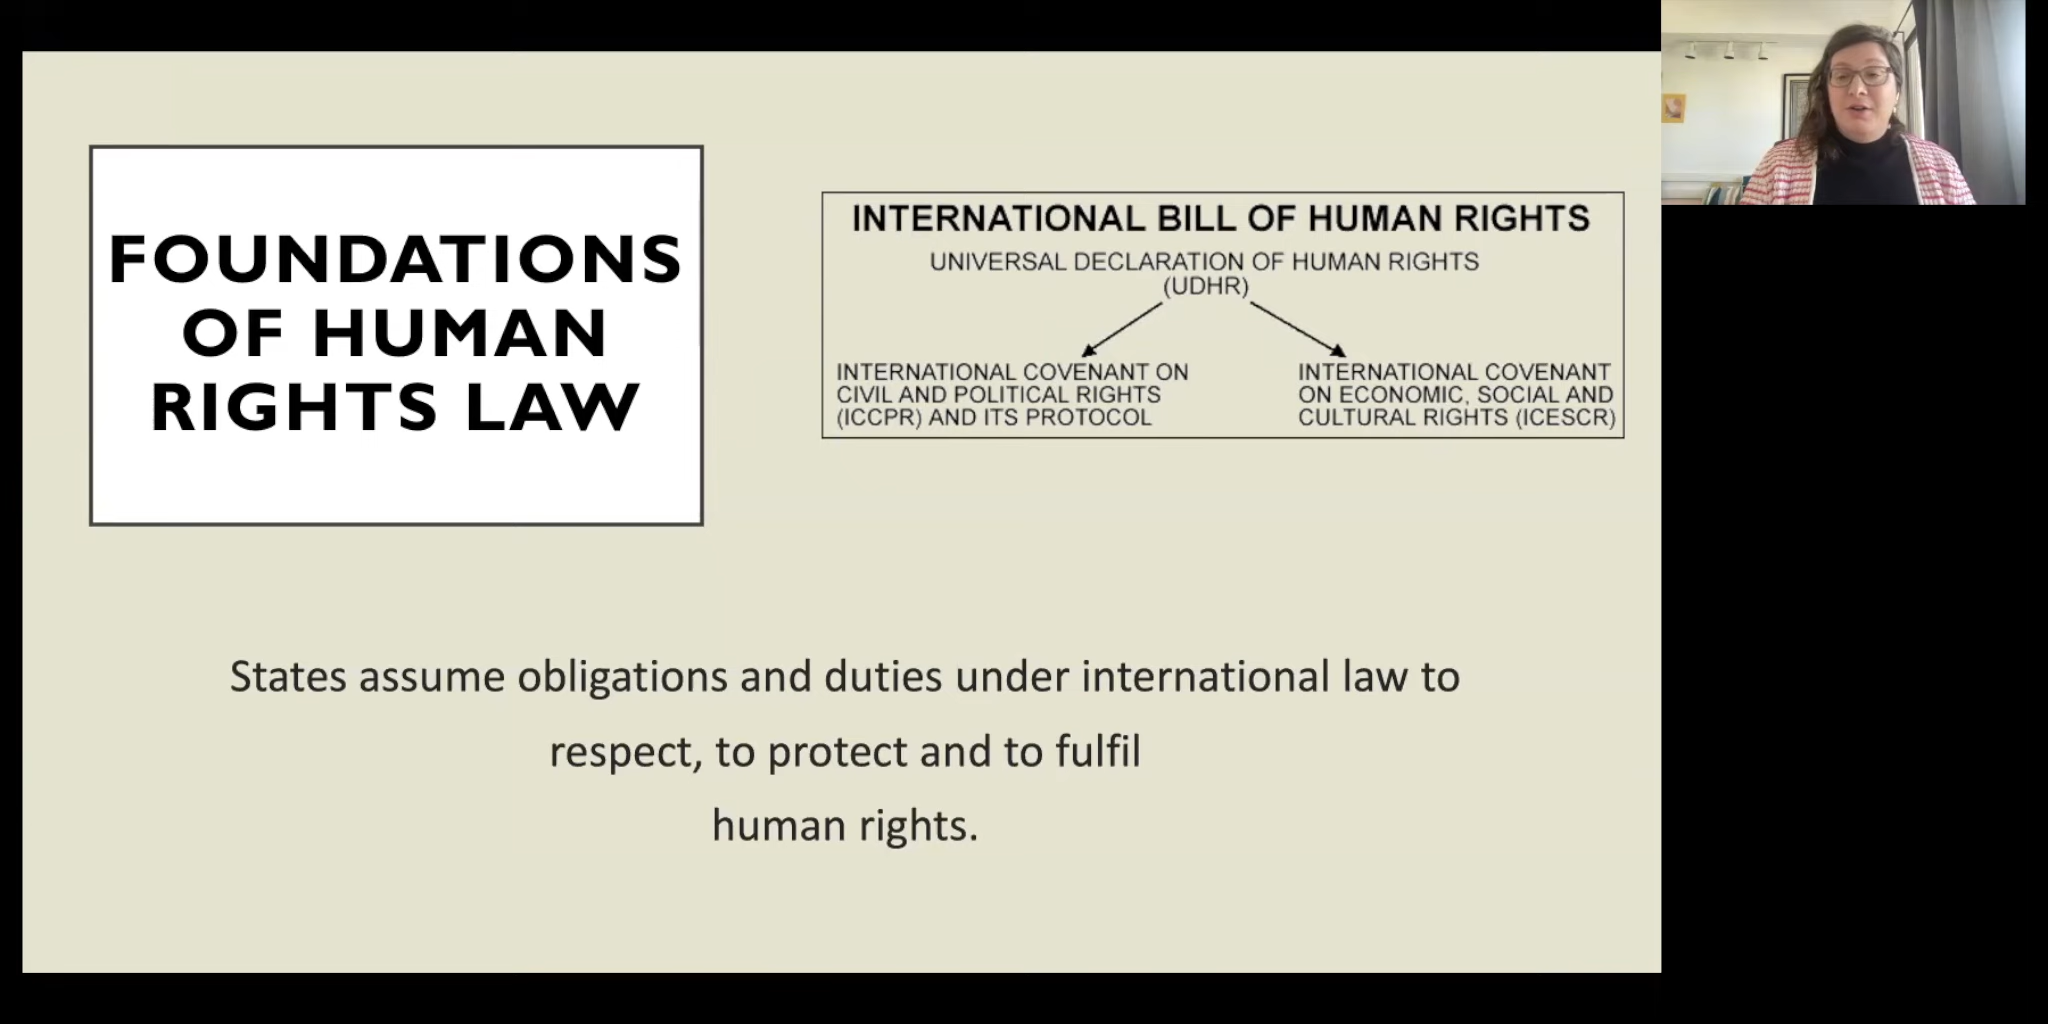 FOUNDATIONS
OF HUMAN
RIGHTS LAW
INTERNATIONAL BILL OF HUMAN RIGHTS
UNIVERSAL DECLARATION OF HUMAN RIGHTS
(UDHR)
INTERNATIONAL COVENANT ON
CIVIL AND POLITICAL RIGHTS
(ICCPR) AND ITS PROTOCOL
INTERNATIONAL COVENANT
ON ECONOMIC, SOCIAL AND
CULTURAL RIGHTS (ICESCR)
States assume obligations and duties under international law to
respect, to protect and to fulfil
human rights.